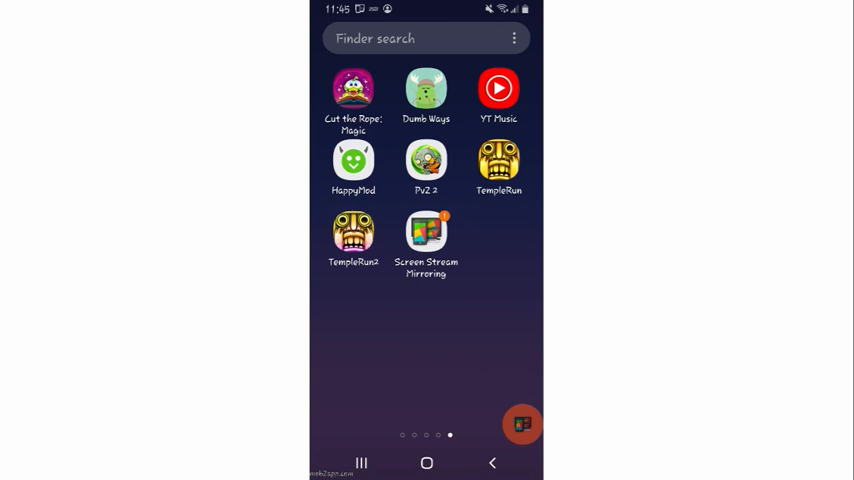 11:45
Finder search
Cut the Rope:
Magic
Dumb Ways
YT Music
HappyMod
PvZ 2
TempleRun
TempleRun2
Screen Stream
Mirroring